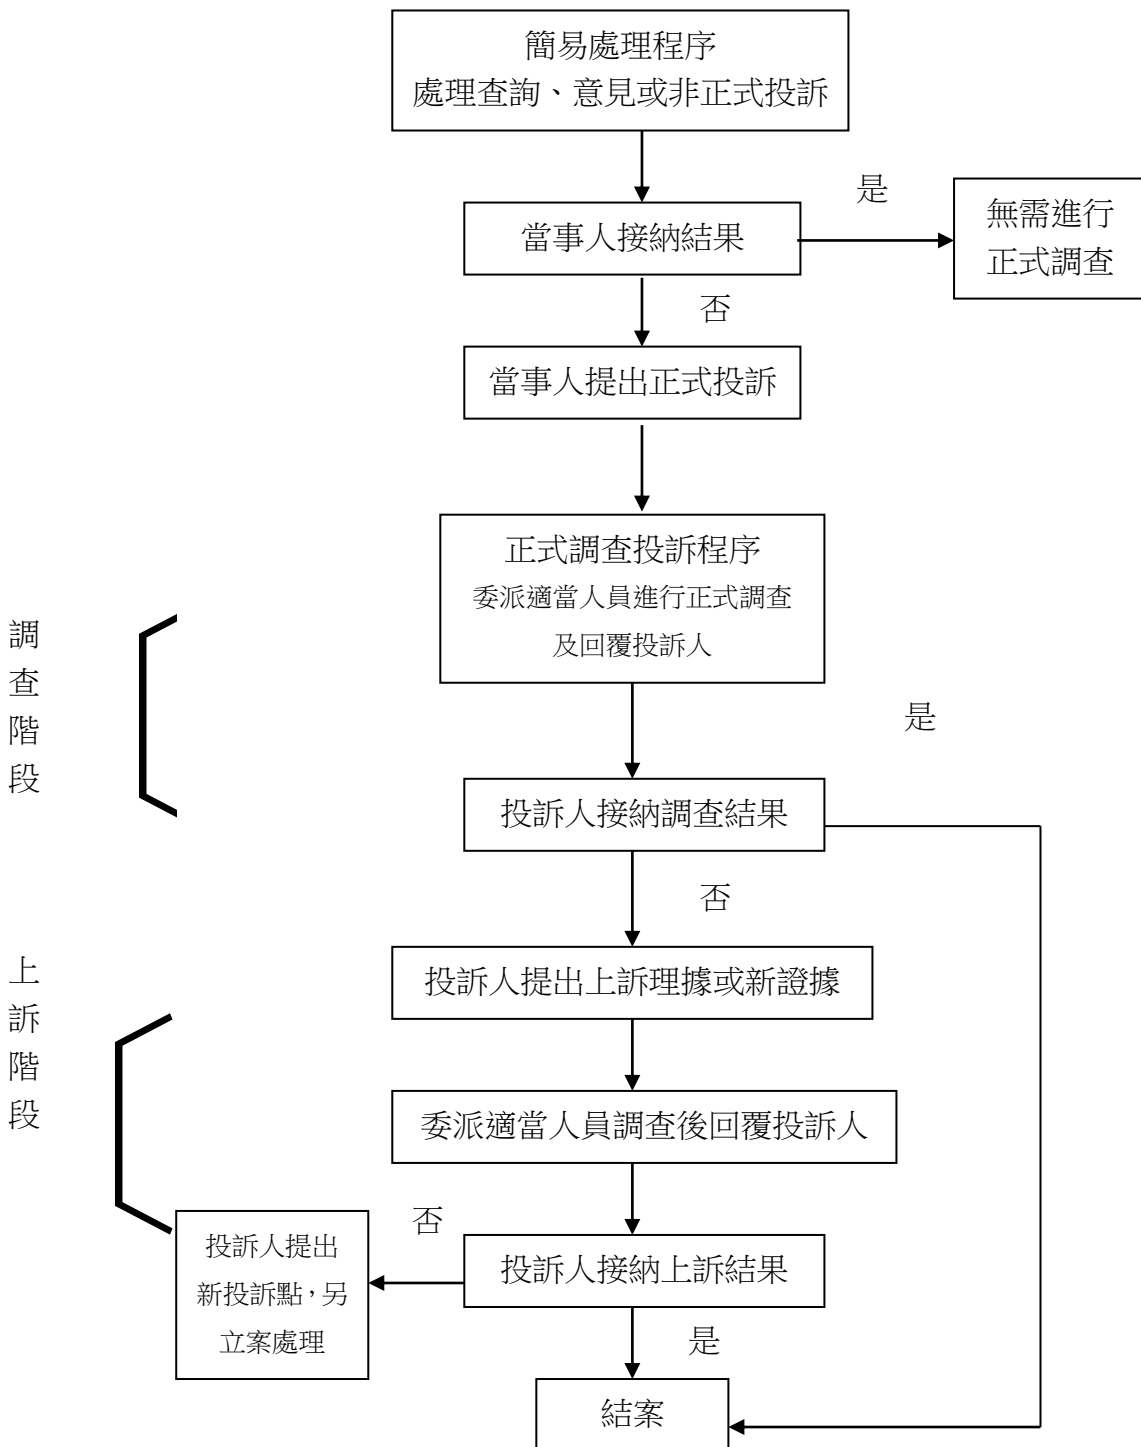 簡易處理程序
處理查詢、意見或非正式投訴
是
當事人接納結果
無需進行
正式調查
否
當事人提出正式投訴
正式調查投訴程序
委派適當人員進行正式調查
及回覆投訴人
調
查
階
段
是
投訴人接納調查結果
否
上
訴
階
段
投訴人提出上訴理據或新證據
委派適當人員調查後回覆投訴人
否
投訴人接納上訴結果
投訴人提出
新投訴點，另
立案處理
是
結案